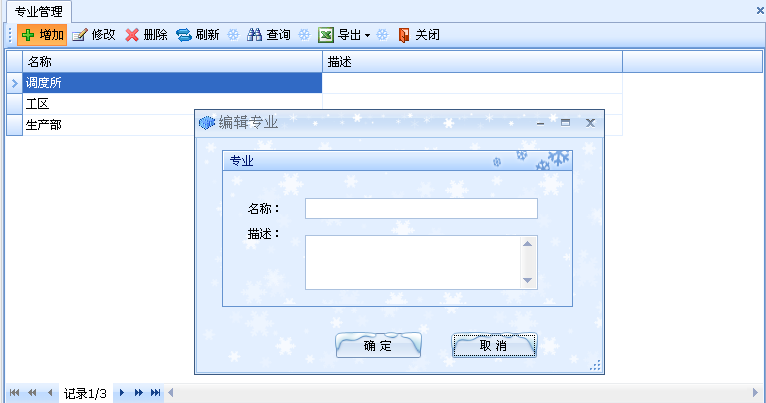 专业管理
增加 修改 删除 刷新 查询 导出 关闭
名称 描述
调度所
工区
生产部
编辑专业
专业
名称：
描述：
确 定 取 消
记录1/3